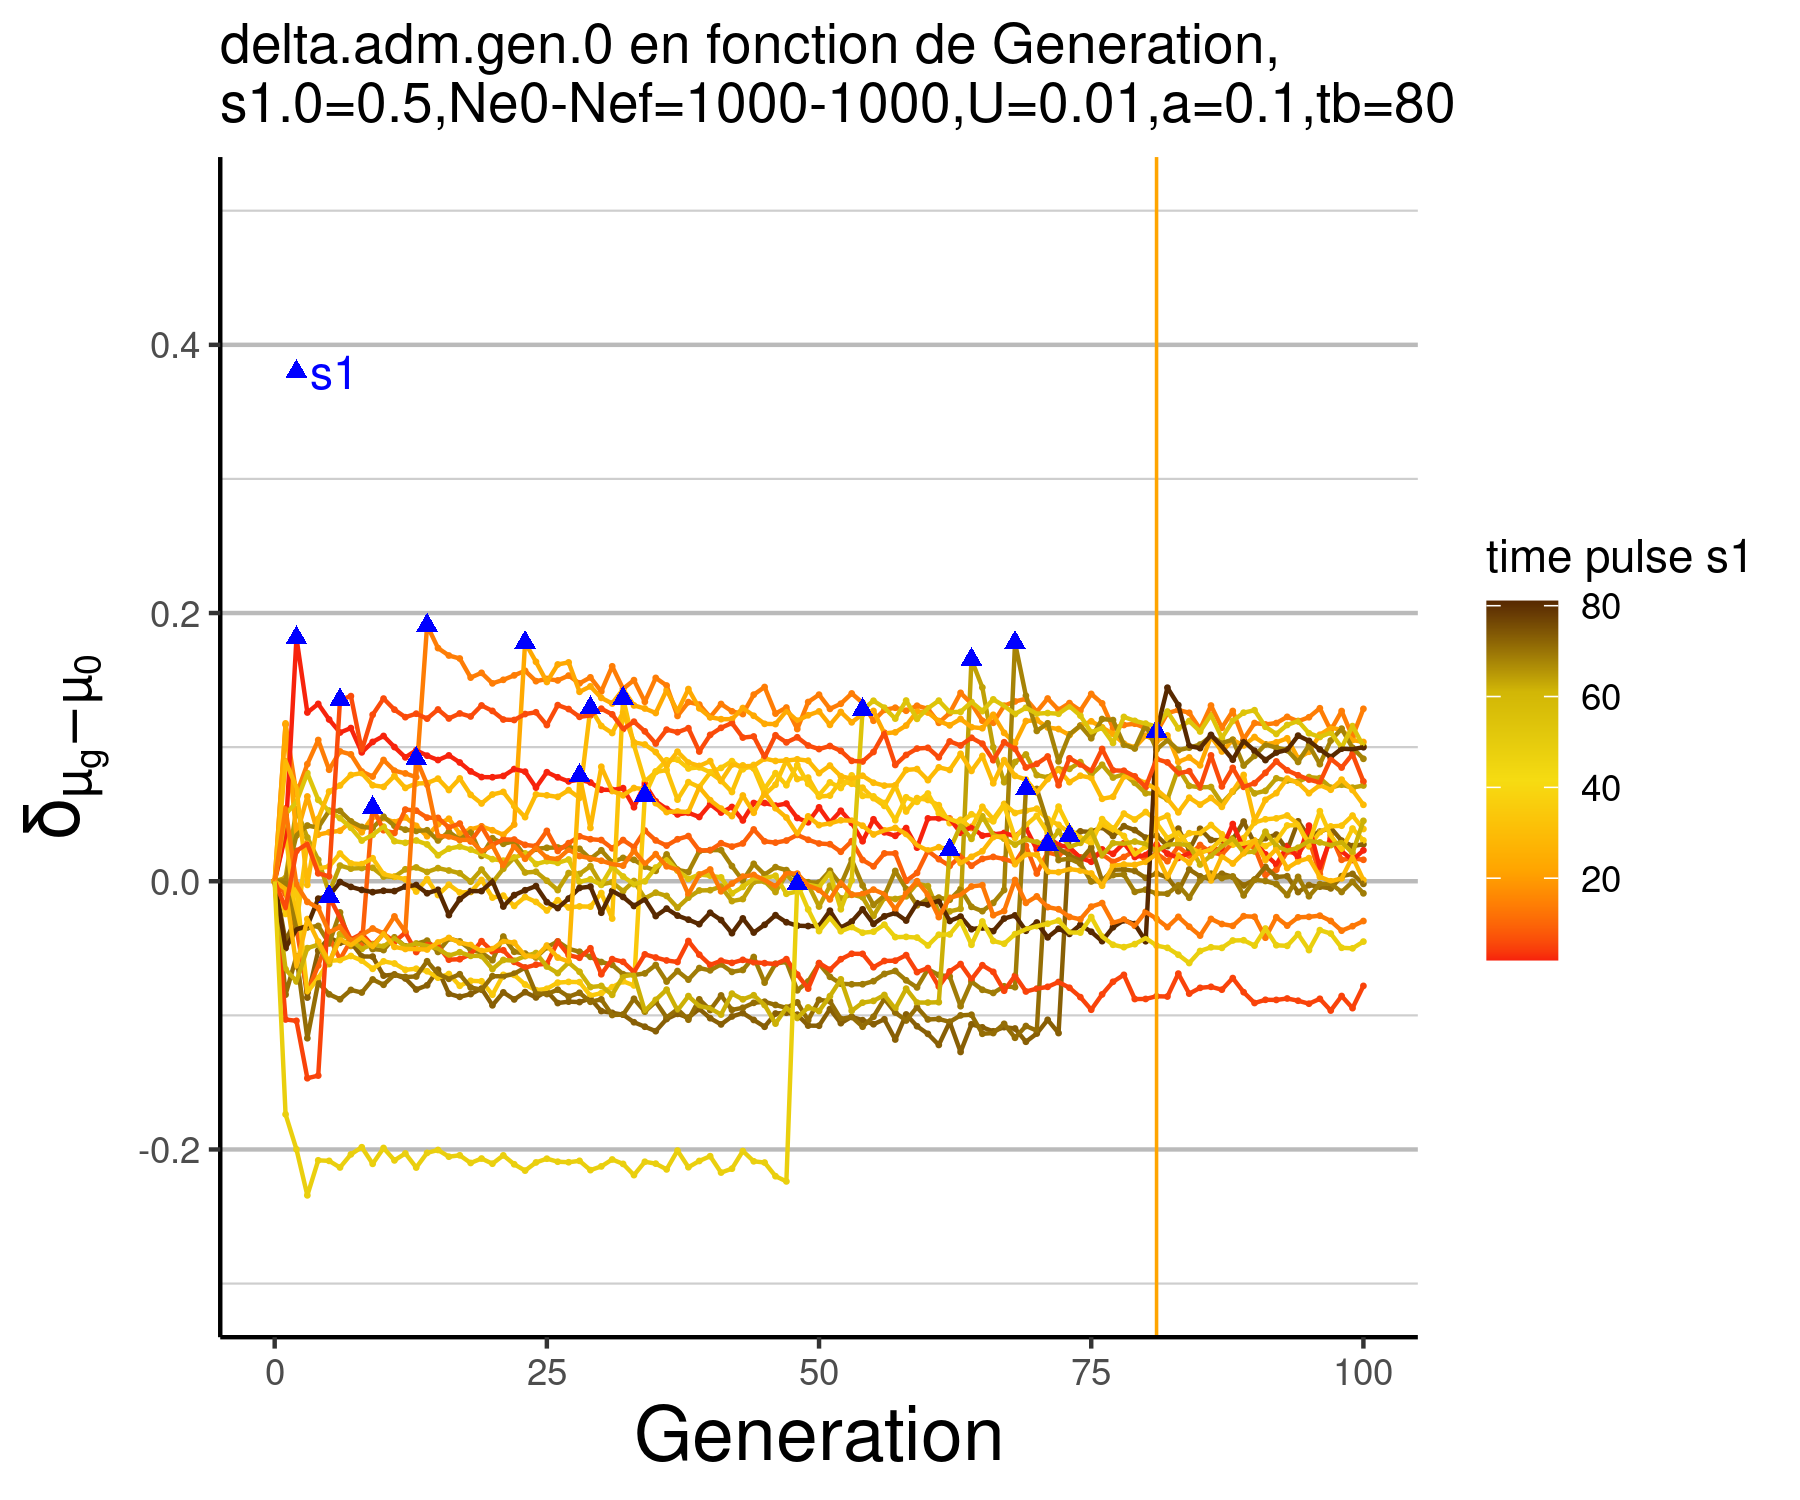 delta.adm.gen.0 en fonction de Generation,
s1.0=0.5,Ne0-Nef=1000-1000,U=0.01,a=0.1,tb=80
0.4
s1
0.2
0.0
-0.2
δμg−μ0
0 25 50 75 100
Generation
time pulse s1
80
60
40
20